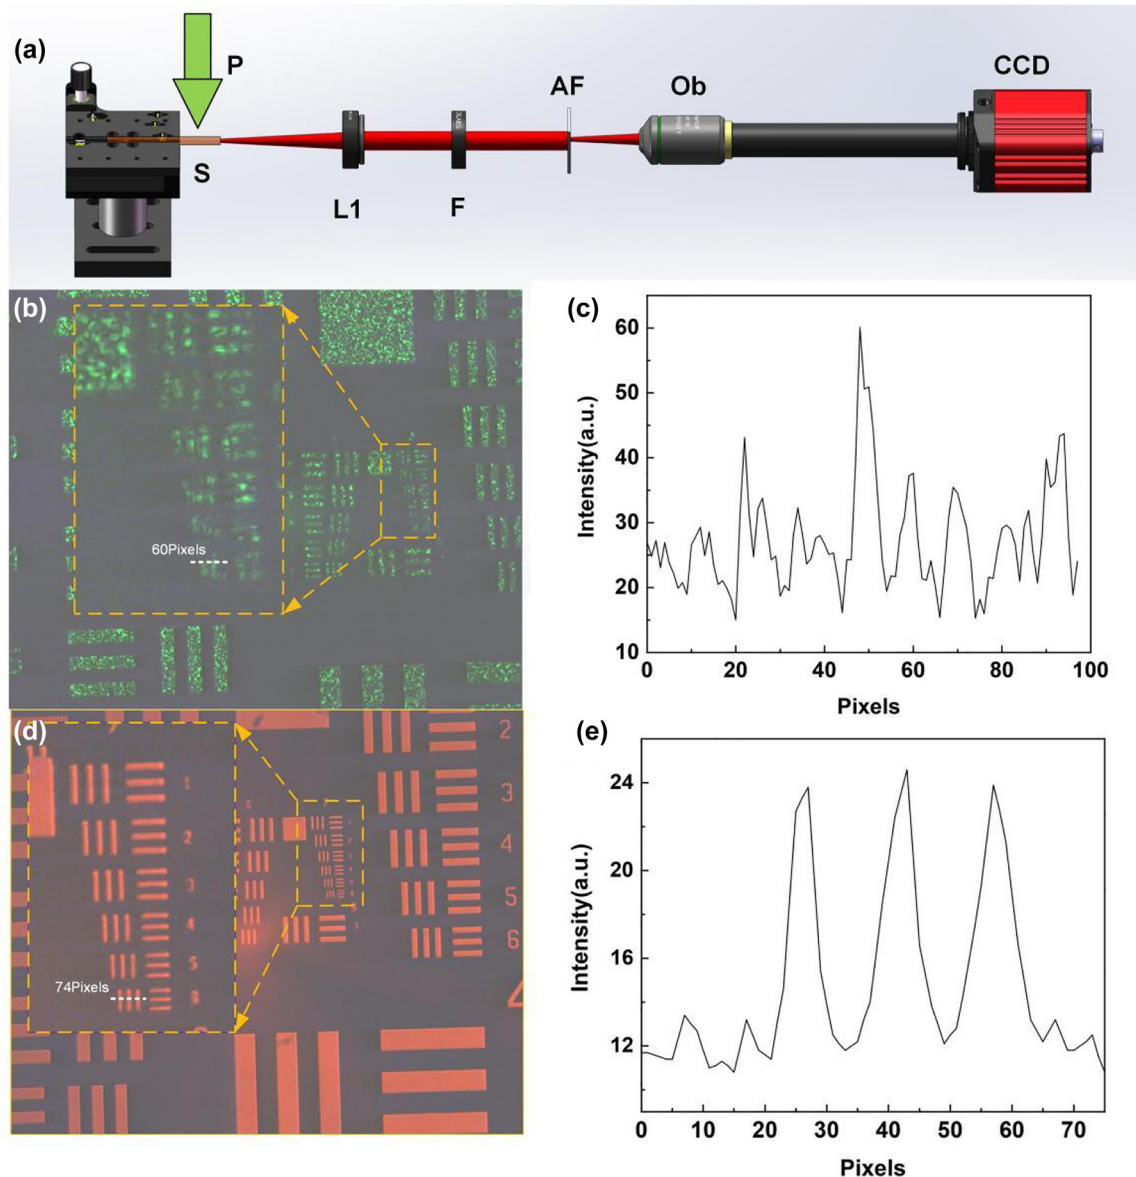 (a)
P
S
L1
F
AF
Ob
CCD
(b)
60Pixels
(c)
Intensity(a.u.)
60
50
40
30
20
10
0 20 40 60 80 100
Pixels
(d)
1
2
3
4
5
6
74Pixels
2
3
4
5
6
(e)
Intensity(a.u.)
24
20
16
12
0 10 20 30 40 50 60 70
Pixels